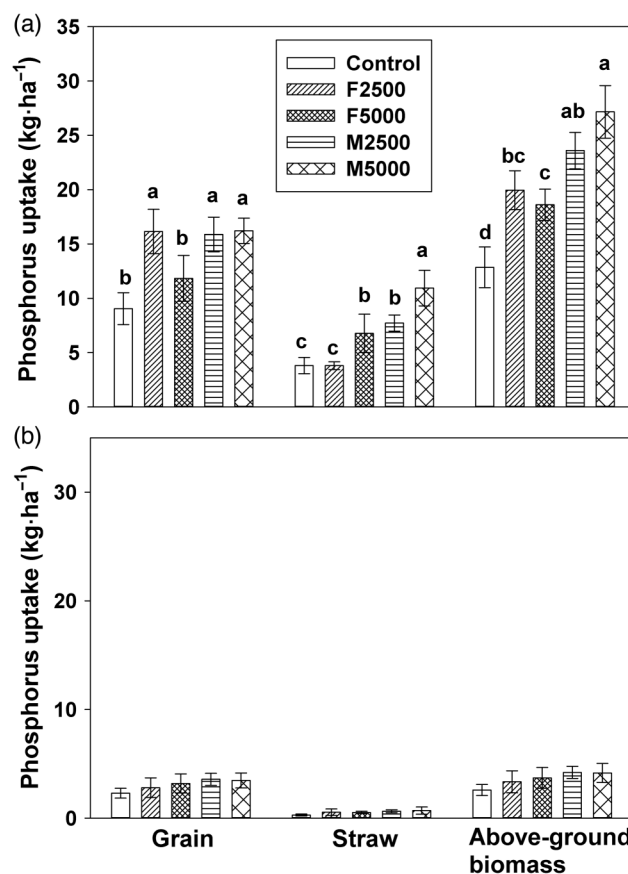 (a)
35
30
25
20
15
10
5
0
Phosphorus uptake (kg·ha⁻¹)
Control
F2500
F5000
M2500
M5000
b a b a a
c c b b a
d bc c ab a
(b)
30
20
10
0
Phosphorus uptake (kg·ha⁻¹)
Grain Straw Above-ground
biomass